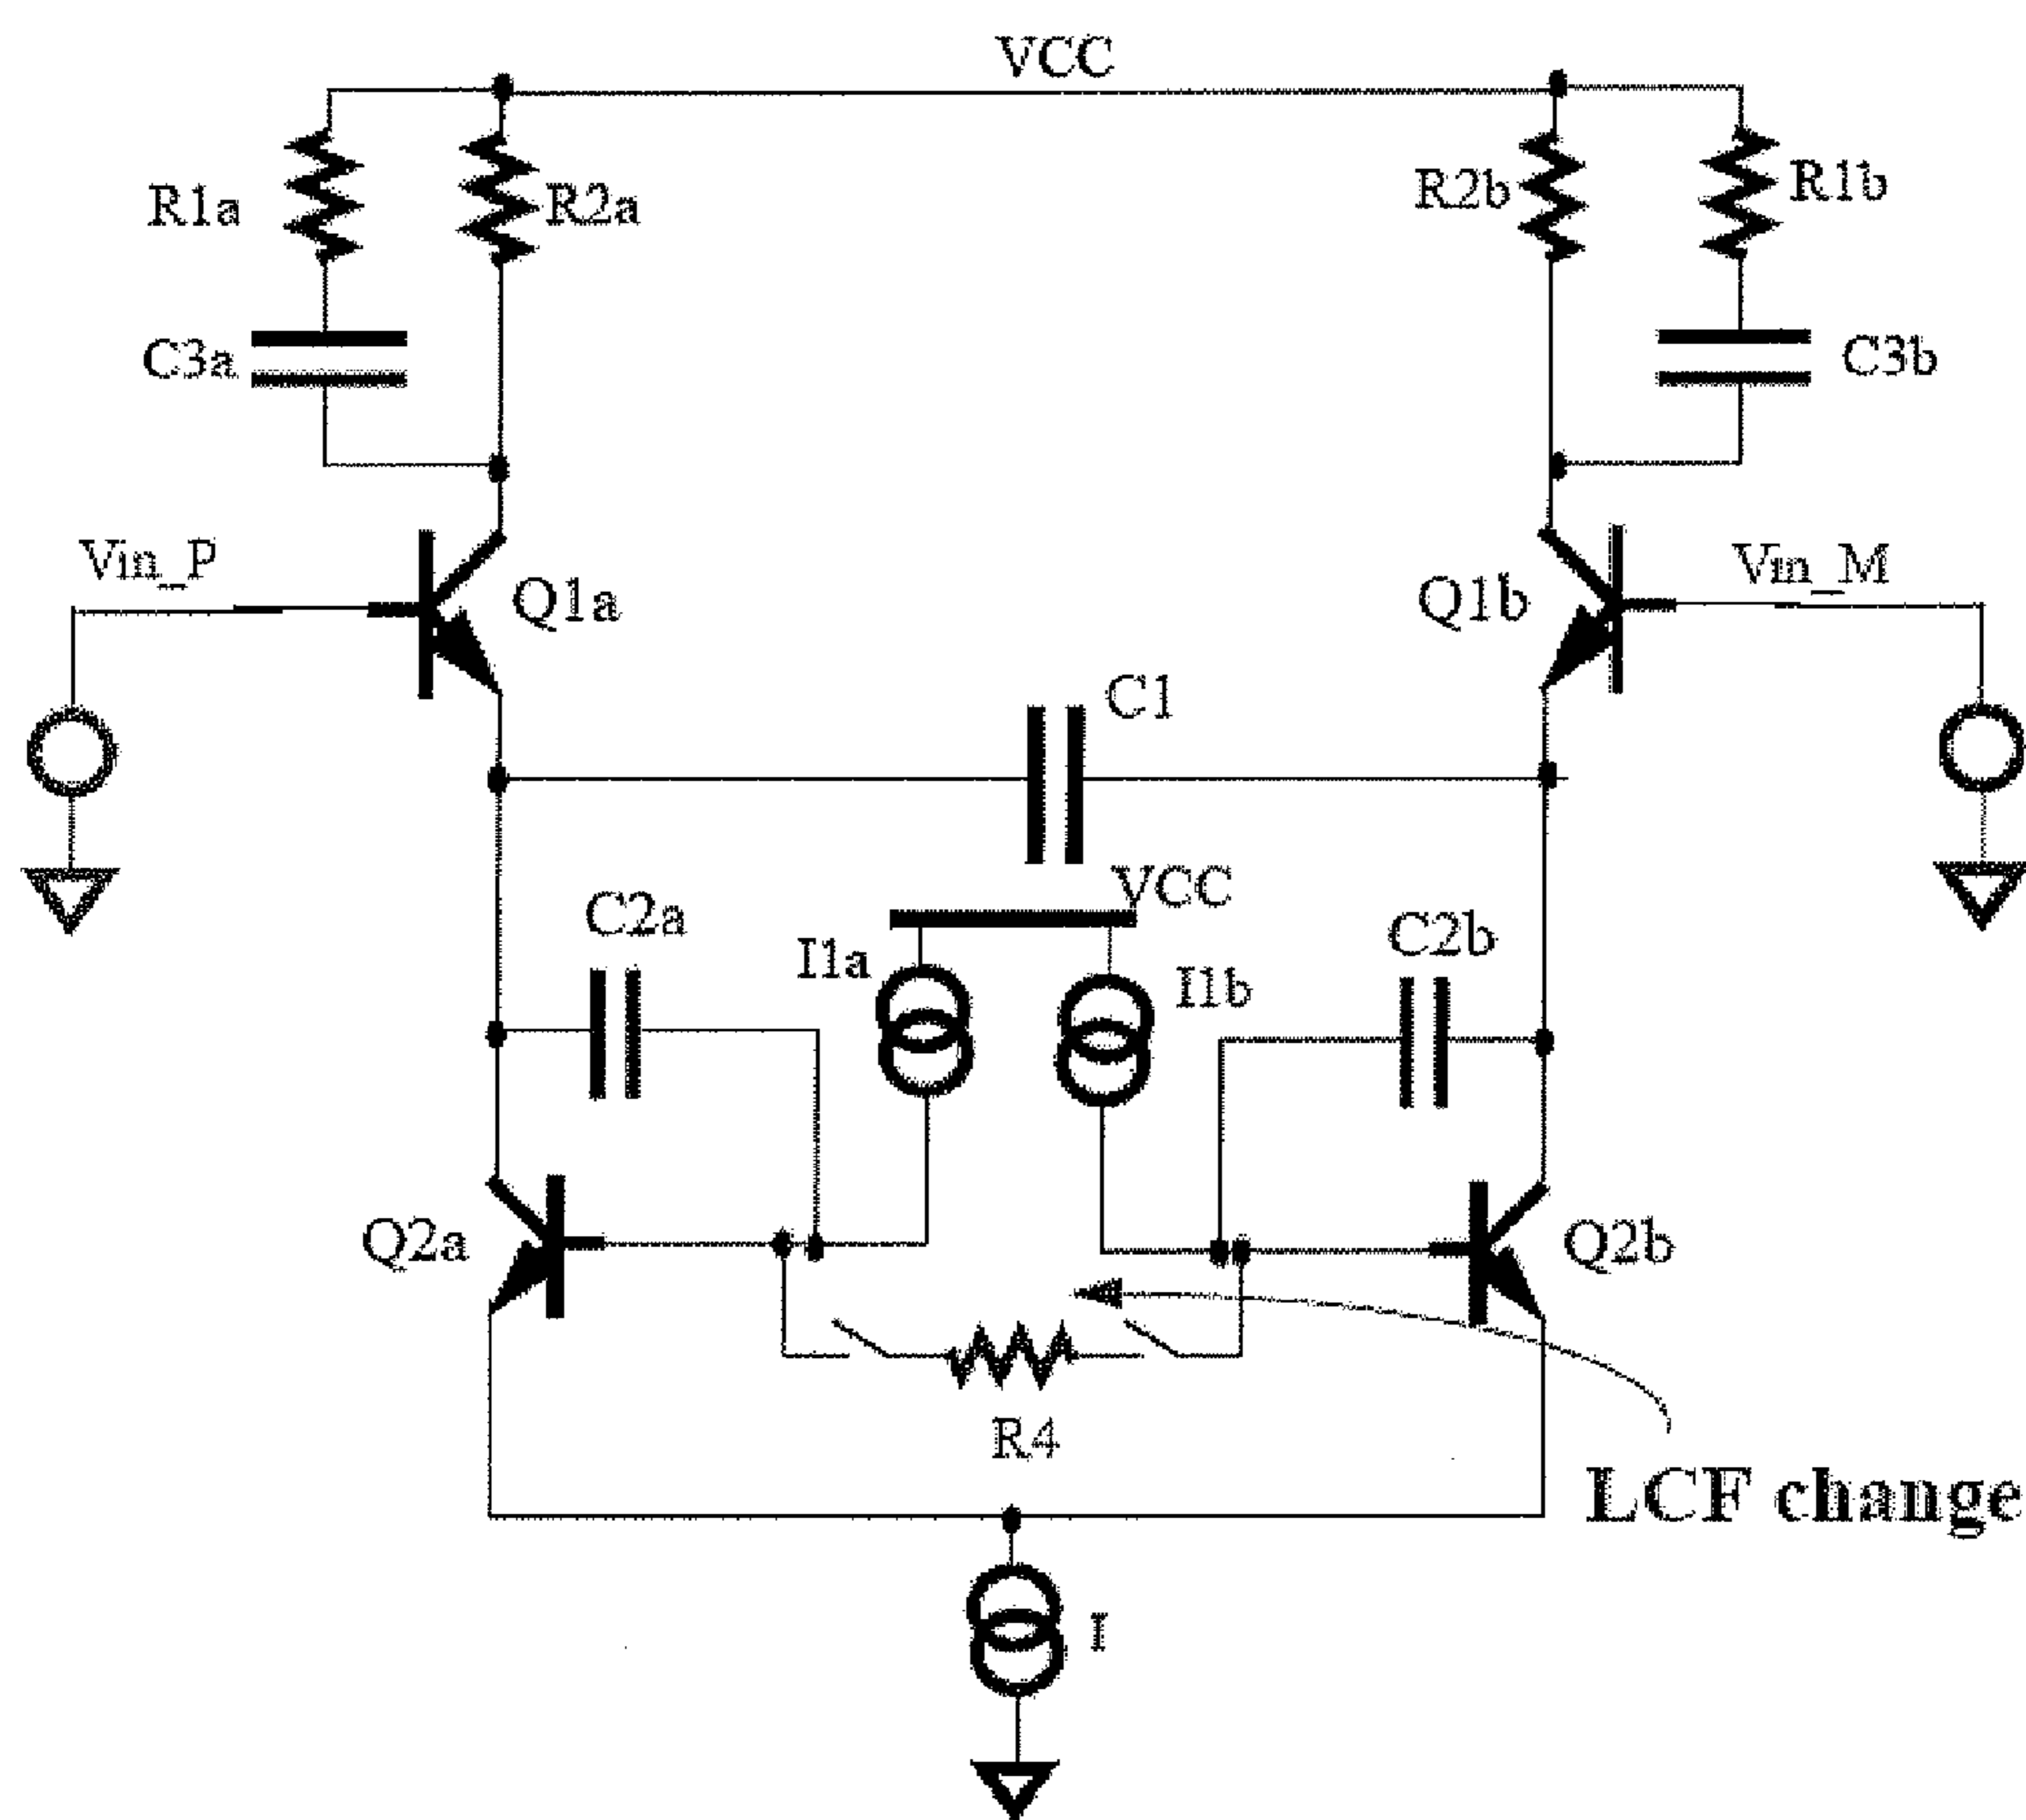 VCC
R1a
R2a
R2b
R1b
C3a
C3b
Vin_P
Q1a
Q1b
Vin_M
C1
VCC
C2a
I1a
I1b
C2b
Q2a
Q2b
R4
LCF change
I